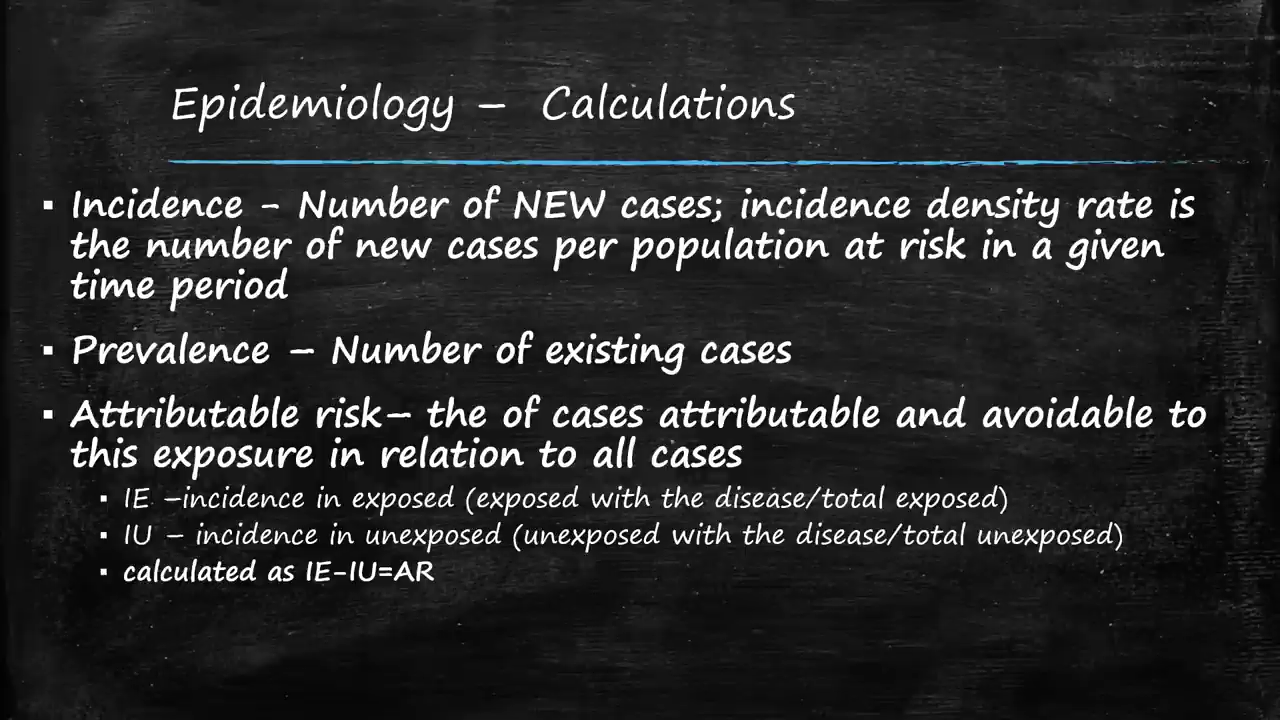 Epidemiology – Calculations
▪ Incidence - Number of NEW cases; incidence density rate is
the number of new cases per population at risk in a given
time period
▪ Prevalence – Number of existing cases
▪ Attributable risk– the of cases attributable and avoidable to
this exposure in relation to all cases
▪ IE –incidence in exposed (exposed with the disease/total exposed)
▪ IU – incidence in unexposed (unexposed with the disease/total unexposed)
▪ calculated as IE-IU=AR